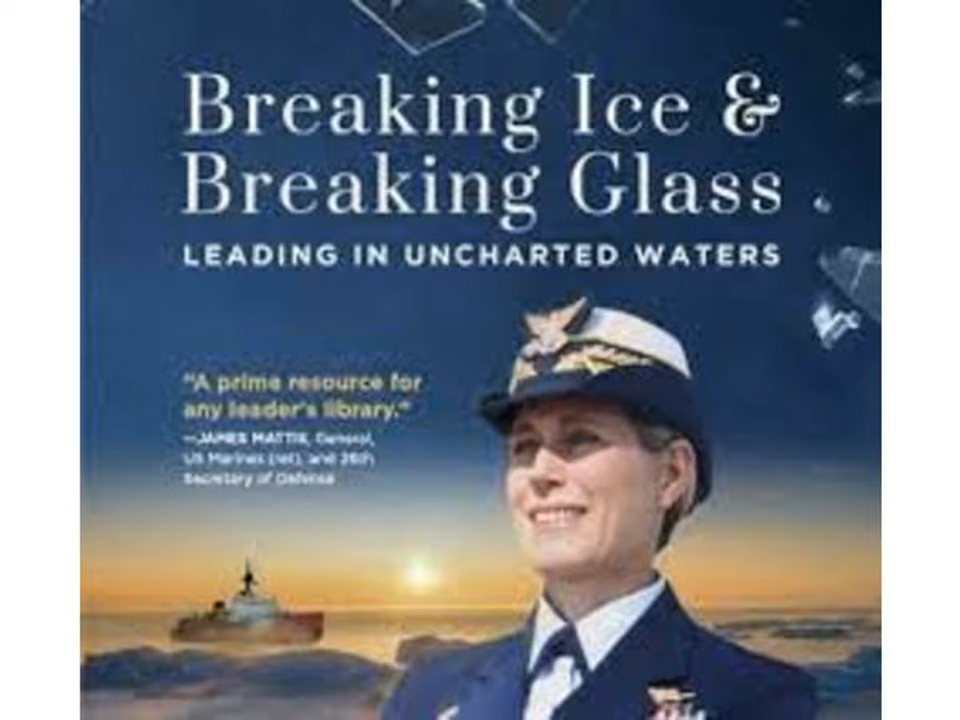 Breaking Ice &
Breaking Glass
LEADING IN UNCHARTED WATERS
"A prime resource for
any leader's library."
—JAMES MATTIS, General,
US Marines (ret), and 26th
Secretary of Defense